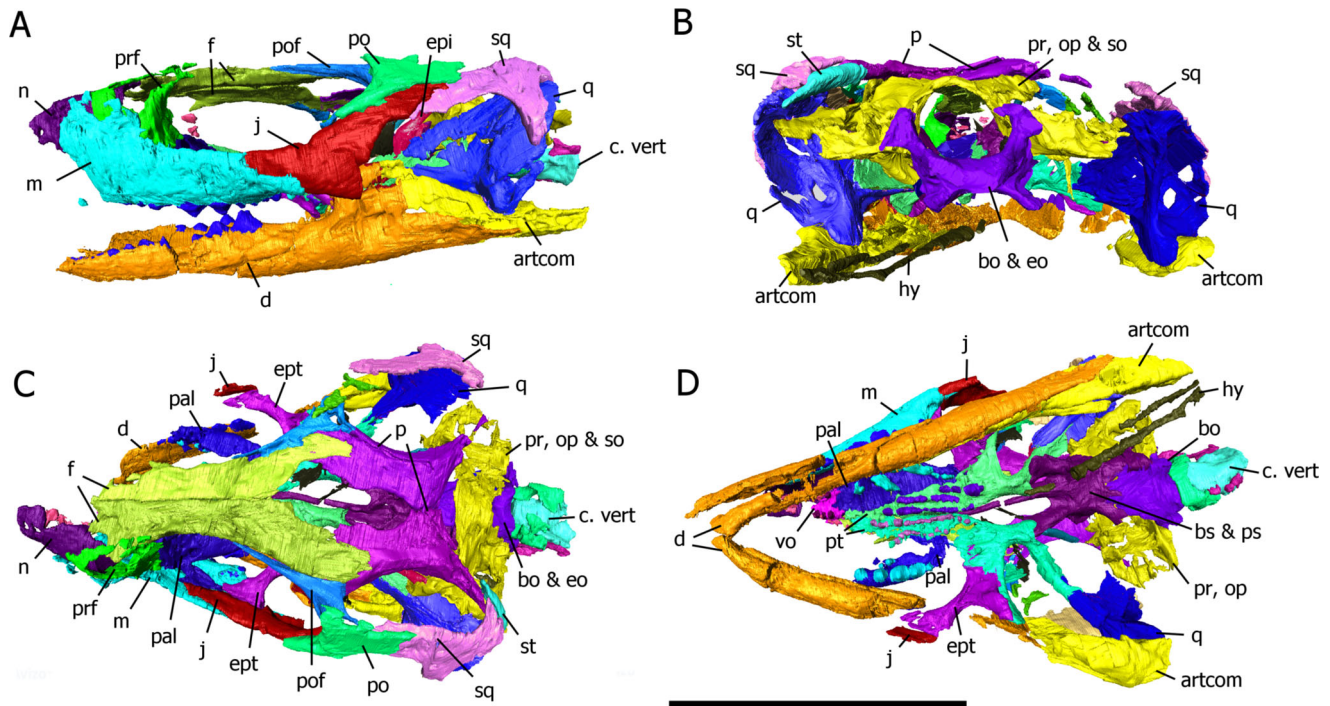 A
prf
f
pof
po
epi
sq
n
j
q
m
c. vert
artcom
d
B
st
p
pr, op & so
sq
sq
q
q
artcom
hy
bo & eo
artcom
C
j
ept
sq
q
pal
d
p
pr, op & so
f
c. vert
n
bo & eo
prf
m
pal
j
ept
pof
po
sq
st
D
artcom
j
m
hy
pal
bo
c. vert
d
vo
pt
bs & ps
pal
pr, op
j
ept
q
artcom